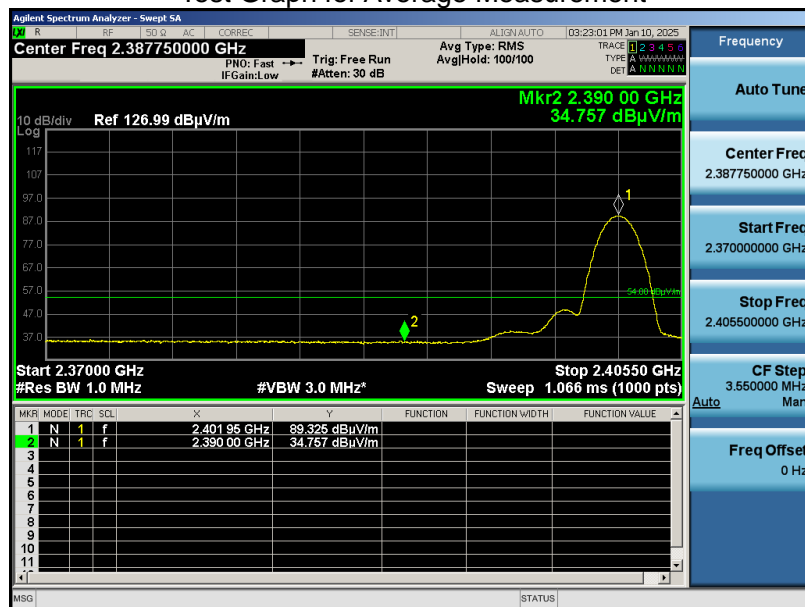 Agilent Spectrum Analyzer - Swept SA
R RF 50 Ω AC CORREC SENSE:INT ALIGN AUTO 03:23:01 PM Jan 10, 2025
Center Freq 2.387750000 GHz
PNO: Fast
IFGain:Low
Trig: Free Run
#Atten: 30 dB
Avg Type: RMS
Avg|Hold: 100/100
TRACE 1 2 3 4 5 6
TYPE A
DET A N N N N N
Mkr2 2.390 00 GHz
34.757 dBµV/m
10 dB/div Ref 126.99 dBµV/m
Log
117
107
97.0
87.0
77.0
67.0
57.0
47.0
37.0
1
2
54.00 dBµV/m
Start 2.37000 GHz Stop 2.40550 GHz
#Res BW 1.0 MHz #VBW 3.0 MHz* Sweep 1.066 ms (1000 pts)
MKR MODE TRC SCL X Y FUNCTION FUNCTION WIDTH FUNCTION VALUE
1 N 1 f 2.401 95 GHz 89.325 dBµV/m
2 N 1 f 2.390 00 GHz 34.757 dBµV/m
3
4
5
6
7
8
9
10
11
MSG STATUS
Frequency
Auto Tune
Center Freq
2.387750000 GHz
Start Freq
2.370000000 GHz
Stop Freq
2.405500000 GHz
CF Step
3.550000 MHz
Auto Man
Freq Offset
0 Hz